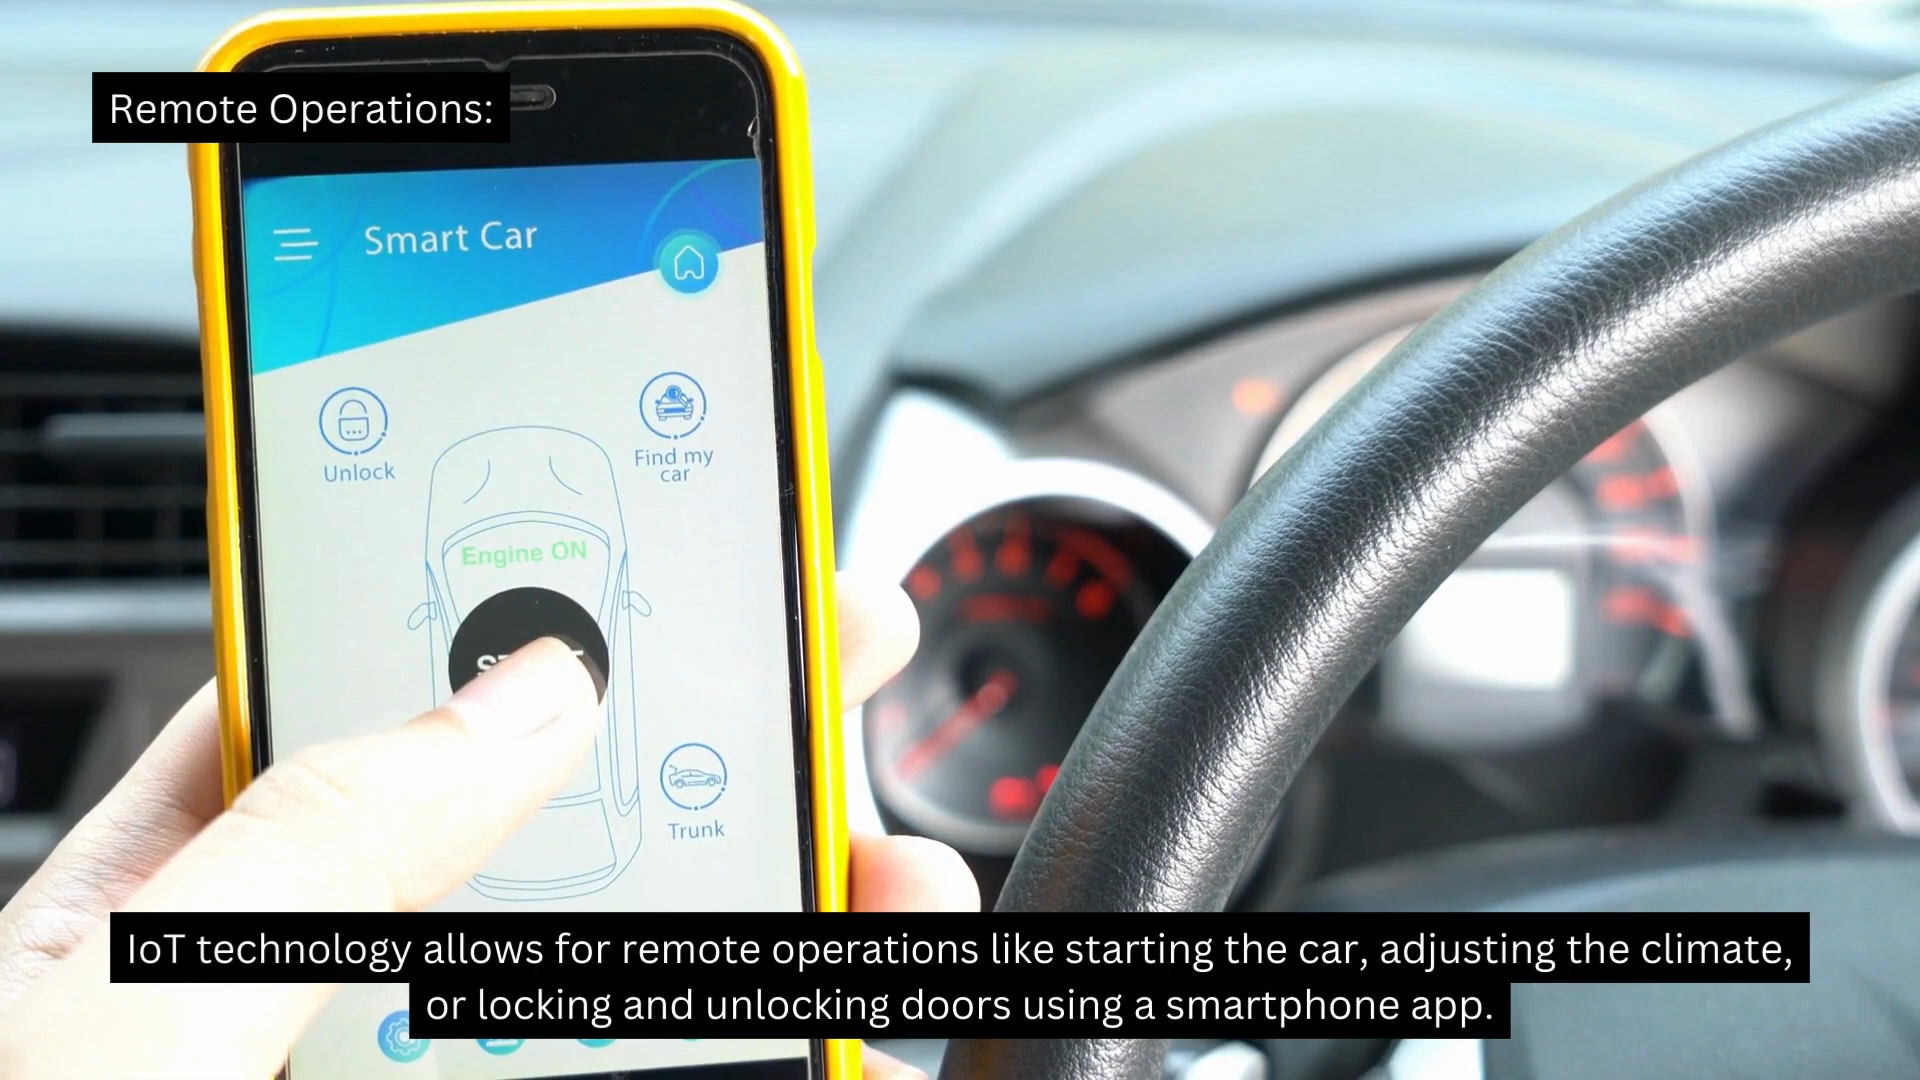 Remote Operations:
Smart Car
Unlock
Find my
car
Engine ON
Trunk
IoT technology allows for remote operations like starting the car, adjusting the climate,
or locking and unlocking doors using a smartphone app.